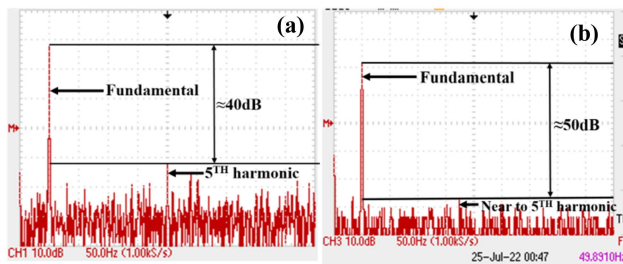 (a)
Fundamental
≈40dB
M
5TH harmonic
CH1 10.0dB 50.0Hz (1.00kS/s)
(b)
Fundamental
≈50dB
M
Near to 5TH harmonic
CH3 10.0dB 50.0Hz (1.00kS/s)
25-Jul-22 00:47 49.8910Hz